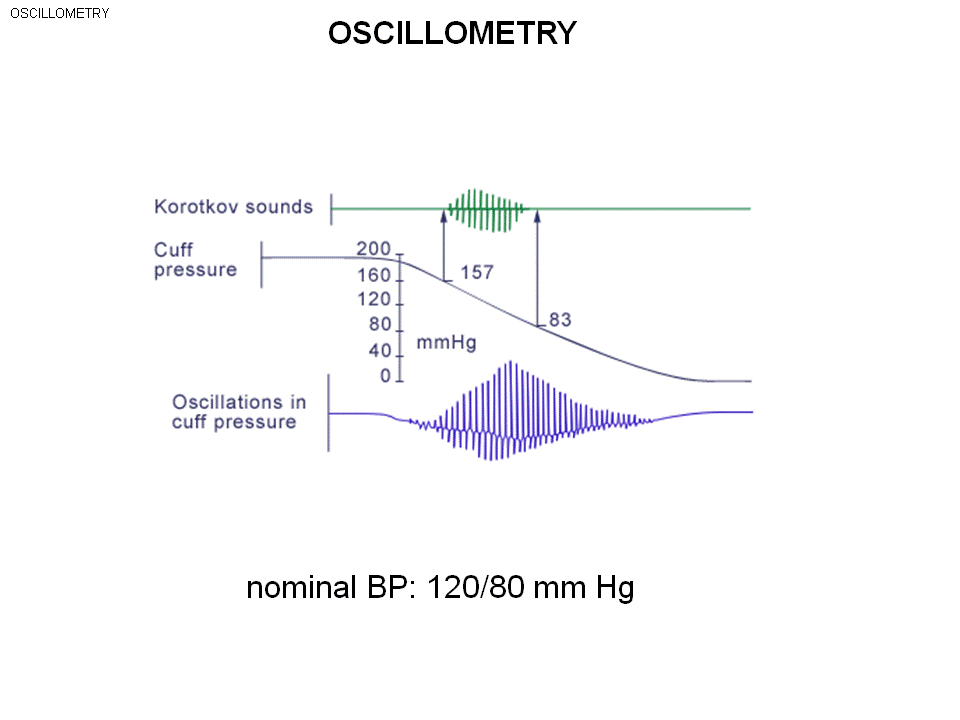 OSCILLOMETRY
OSCILLOMETRY
Korotkov sounds
Cuff
pressure
200
160
120
80
40
0
157
83
mmHg
Oscillations in
cuff pressure
nominal BP: 120/80 mm Hg